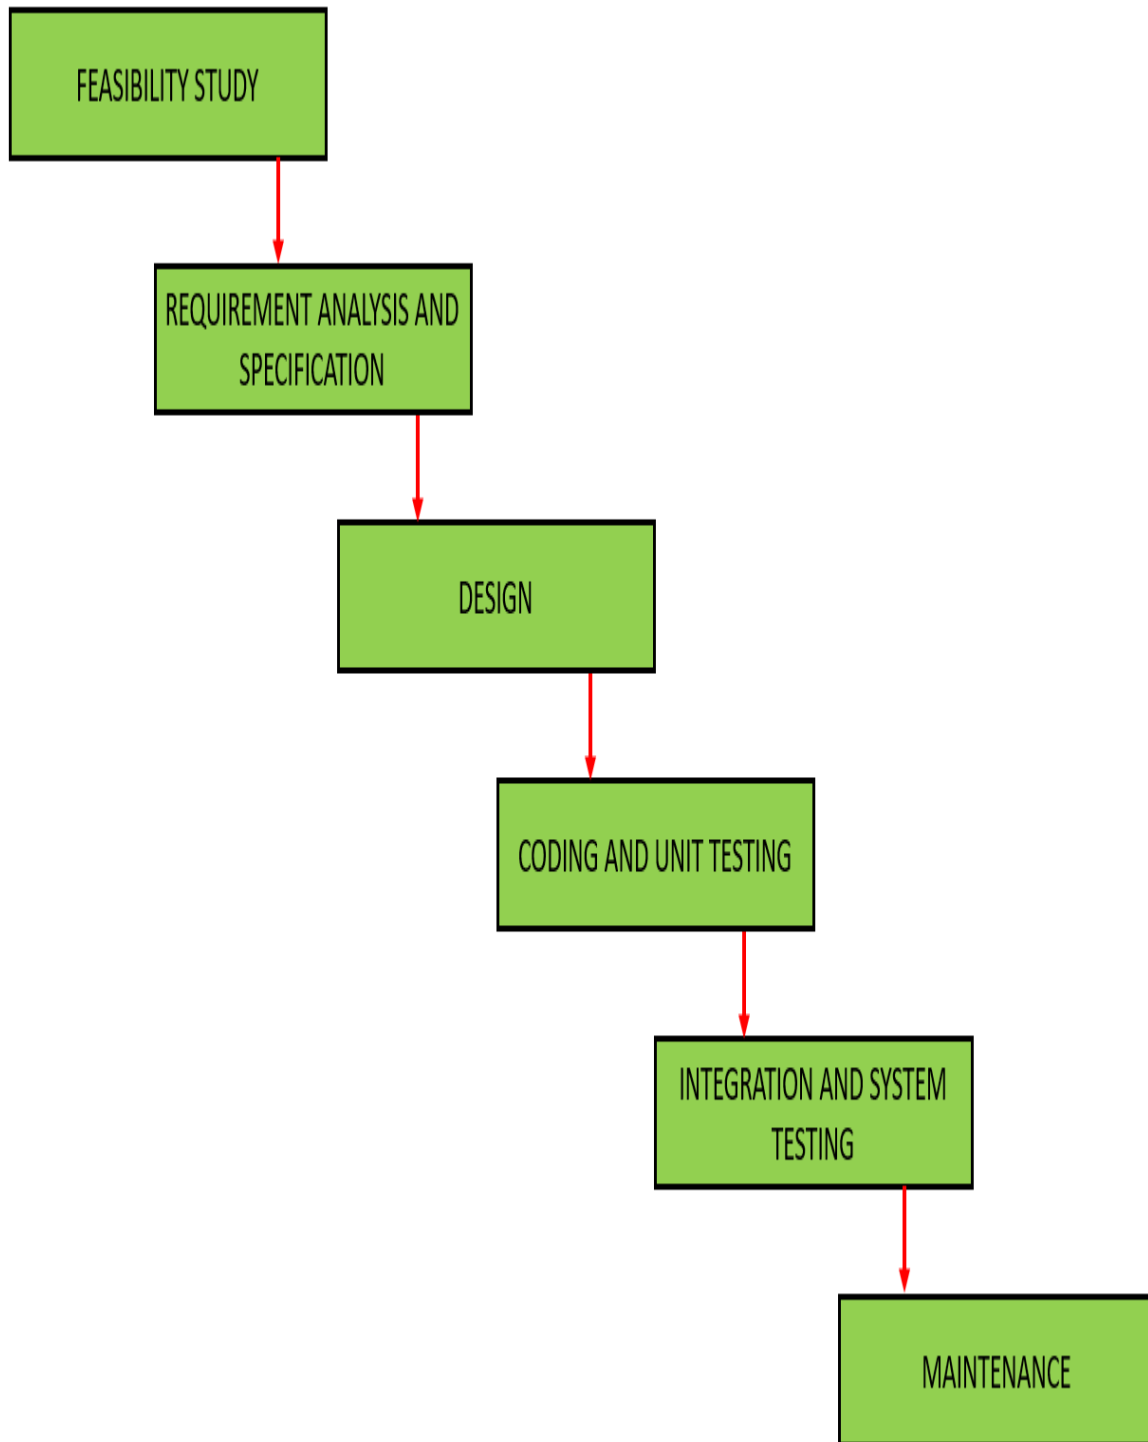 FEASIBILITY STUDY
REQUIREMENT ANALYSIS AND
SPECIFICATION
DESIGN
CODING AND UNIT TESTING
INTEGRATION AND SYSTEM
TESTING
MAINTENANCE